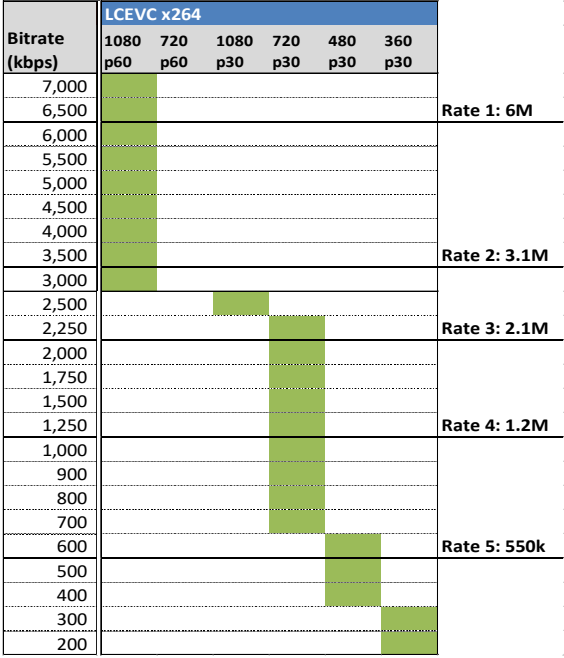 LCEVC x264
Bitrate 1080 720 1080 720 480 360
(kbps) p60 p60 p30 p30 p30 p30
7,000
6,500 Rate 1: 6M
6,000
5,500
5,000
4,500
4,000
3,500 Rate 2: 3.1M
3,000
2,500
2,250 Rate 3: 2.1M
2,000
1,750
1,500
1,250 Rate 4: 1.2M
1,000
900
800
700
600 Rate 5: 550k
500
400
300
200